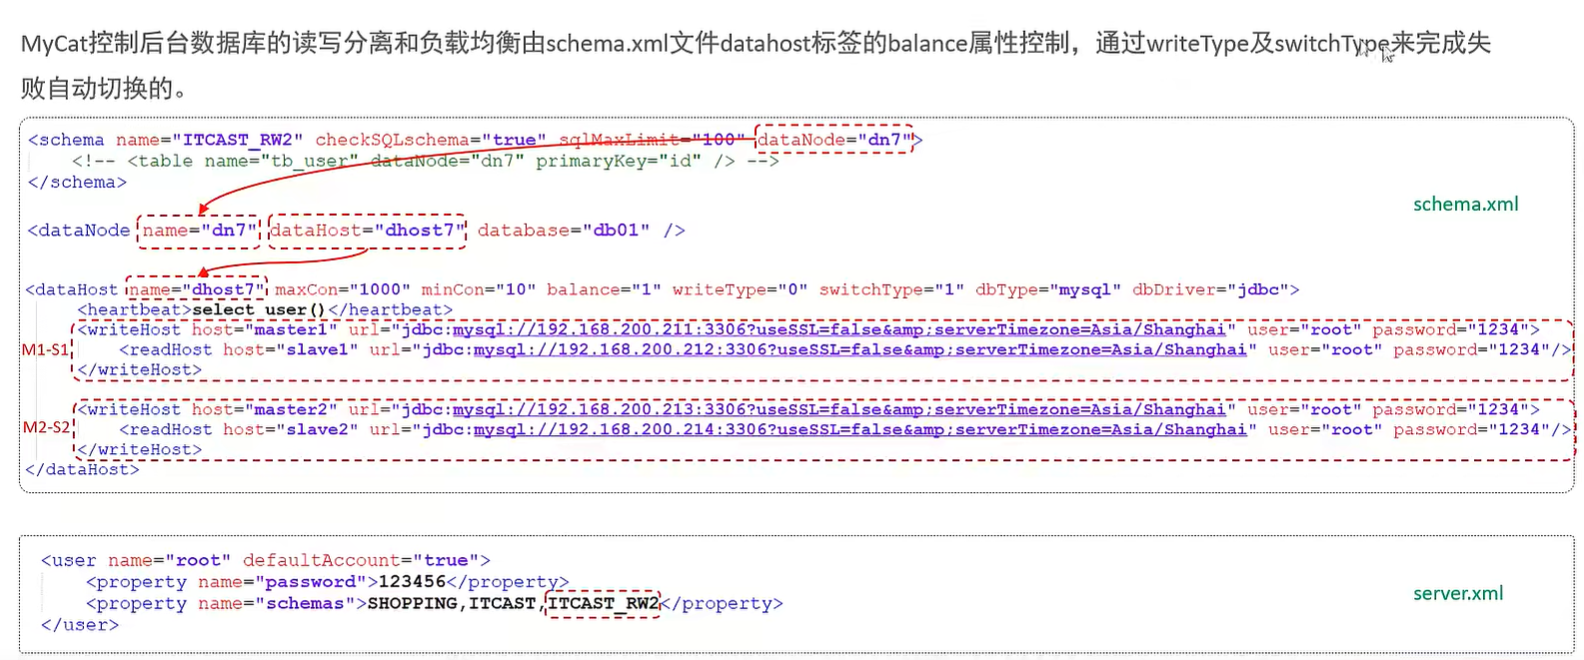 MyCat控制后台数据库的读写分离和负载均衡由schema.xml文件datahost标签的balance属性控制，通过writeType及switchType来完成失
败自动切换的。
<schema name="ITCAST_RW2" checkSQLschema="true" sqlMaxLimit="100" dataNode="dn7">
<!-- <table name="tb_user" dataNode="dn7" primaryKey="id" /> -->
</schema>
schema.xml
<dataNode name="dn7" dataHost="dhost7" database="db01" />
<dataHost name="dhost7" maxCon="1000" minCon="10" balance="1" writeType="0" switchType="1" dbType="mysql" dbDriver="jdbc">
<heartbeat>select user()</heartbeat>
<writeHost host="master1" url="jdbc:mysql://192.168.200.211:3306?useSSL=false&amp;serverTimezone=Asia/Shanghai" user="root" password="1234">
M1-S1 <readHost host="slave1" url="jdbc:mysql://192.168.200.212:3306?useSSL=false&amp;serverTimezone=Asia/Shanghai" user="root" password="1234"/>
</writeHost>
<writeHost host="master2" url="jdbc:mysql://192.168.200.213:3306?useSSL=false&amp;serverTimezone=Asia/Shanghai" user="root" password="1234">
M2-S2 <readHost host="slave2" url="jdbc:mysql://192.168.200.214:3306?useSSL=false&amp;serverTimezone=Asia/Shanghai" user="root" password="1234"/>
</writeHost>
</dataHost>
<user name="root" defaultAccount="true">
<property name="password">123456</property>
<property name="schemas">SHOPPING,ITCAST,ITCAST_RW2</property>
</user>
server.xml